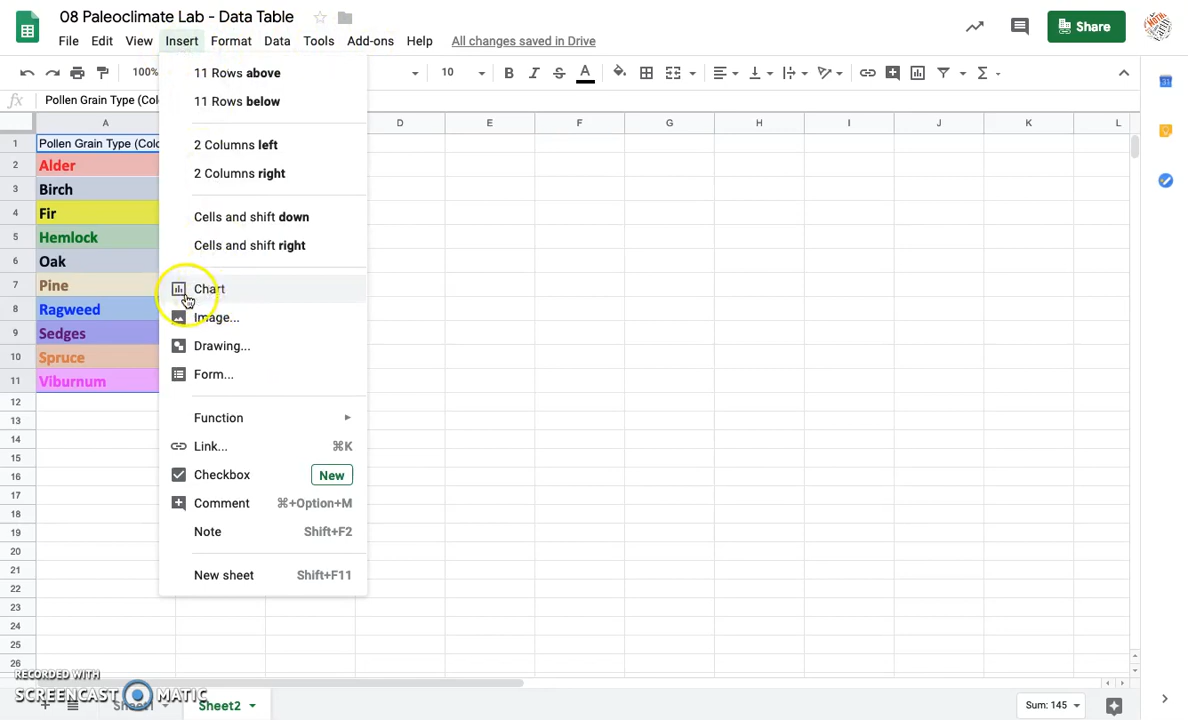 08 Paleoclimate Lab - Data Table
Share
File Edit View Insert Format Data Tools Add-ons Help All changes saved in Drive
100% 10 B I S A
fx Pollen Grain Type (Colo
A D E F G H I J K L
11 Rows above
11 Rows below
2 Columns left
2 Columns right
Cells and shift down
Cells and shift right
Chart
Image...
Drawing...
Form...
Function
Link... ⌘K
Checkbox New
Comment ⌘+Option+M
Note Shift+F2
New sheet Shift+F11
1 Pollen Grain Type (Colo
2 Alder
3 Birch
4 Fir
5 Hemlock
6 Oak
7 Pine
8 Ragweed
9 Sedges
10 Spruce
11 Viburnum
12
13
14
15
16
17
18
19
20
21
22
23
24
25
26
31
RECORDED WITH
SCREENCAST MATIC
Sheet1 Sheet2 Sum: 145